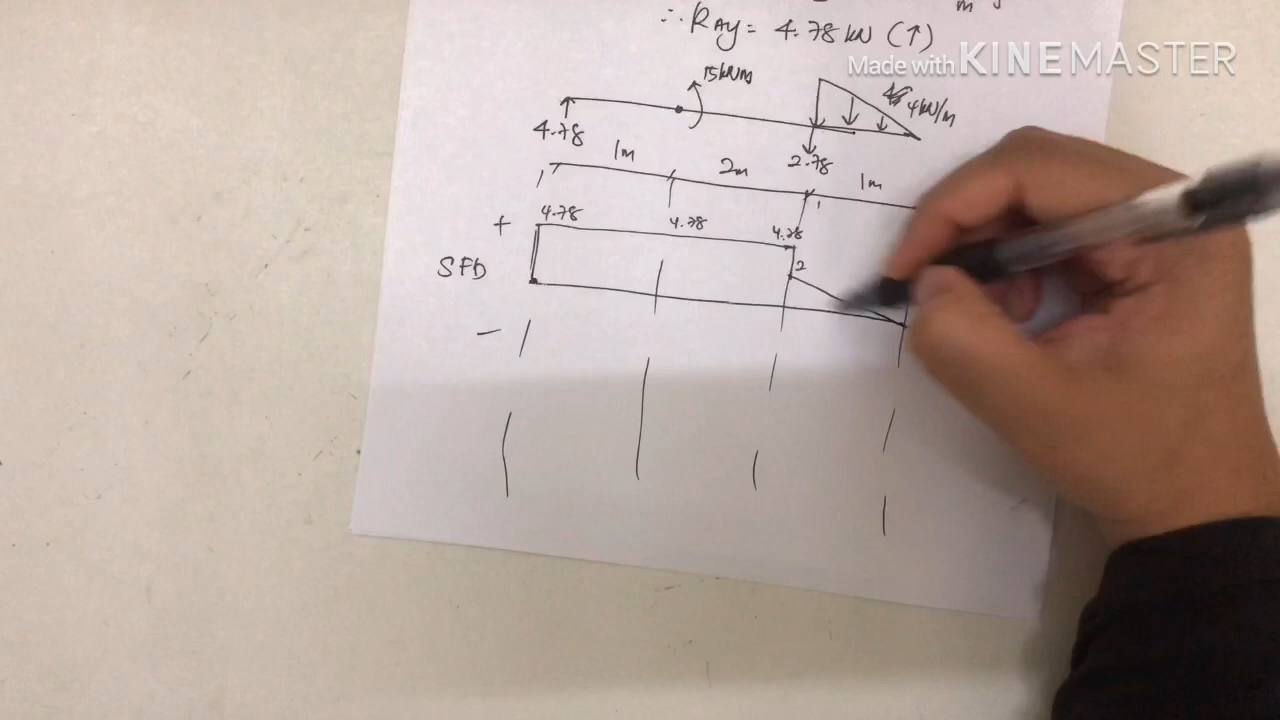 ∴ RAy = 4.78 kN (↑)
Made with KINEMASTER
15kNm
4kN/m
4.78
2.78
1m
2m
1m
+
4.78
4.78
4.78
2
SFD
−